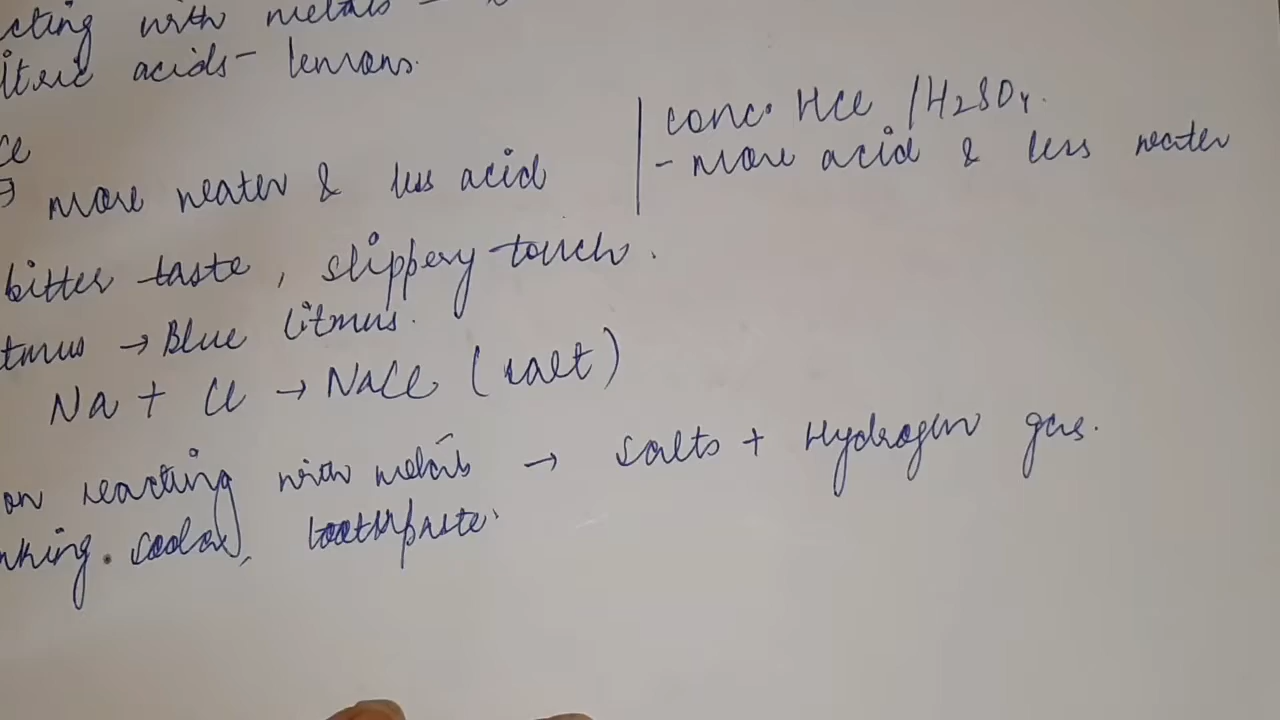 cting with metals -
itric acids - lemons.
ce
more water & less acid
conc. HCl / H2SO4.
- more acid & less water
bitter taste, slippery touch.
tmus → Blue litmus.
Na + Cl → NaCl (salt)
on reacting with metals → salts + Hydrogen gas.
king. soda, toothpaste.